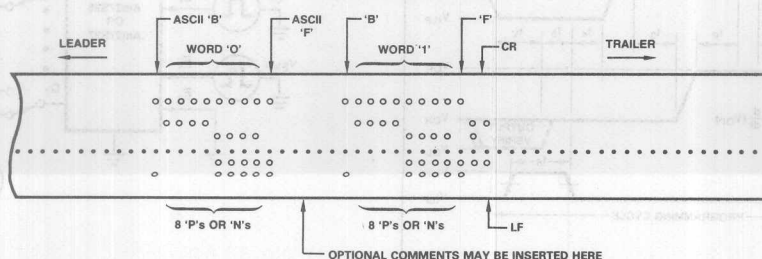 ASCII 'B'
ASCII 'F'
'B'
'F'
LEADER
WORD 'O'
WORD '1'
CR
TRAILER
8 'P's OR 'N's
8 'P's OR 'N's
LF
OPTIONAL COMMENTS MAY BE INSERTED HERE